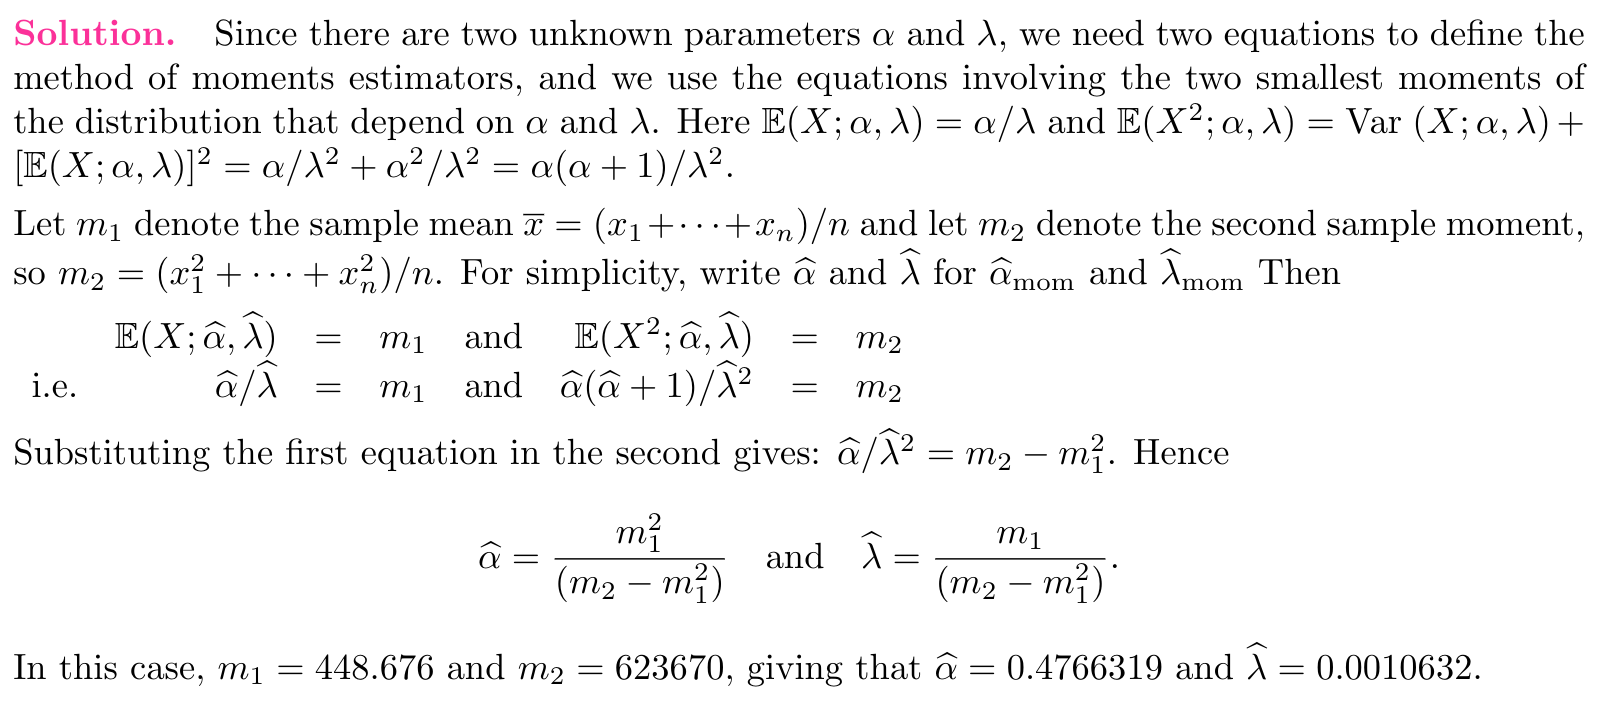 Solution. Since there are two unknown parameters α and λ, we need two equations to define the
method of moments estimators, and we use the equations involving the two smallest moments of
the distribution that depend on α and λ. Here 𝔼(X; α, λ) = α/λ and 𝔼(X²; α, λ) = Var (X; α, λ) +
[𝔼(X; α, λ)]² = α/λ² + α²/λ² = α(α + 1)/λ².
Let m₁ denote the sample mean x̅ = (x₁+···+xₙ)/n and let m₂ denote the second sample moment,
so m₂ = (x₁² + ··· + xₙ²)/n. For simplicity, write α̂ and λ̂ for α̂_mom and λ̂_mom Then
𝔼(X; α̂, λ̂) = m₁ and 𝔼(X²; α̂, λ̂) = m₂
i.e. α̂/λ̂ = m₁ and α̂(α̂ + 1)/λ̂² = m₂
Substituting the first equation in the second gives: α̂/λ̂² = m₂ − m₁². Hence
α̂ = m₁² / (m₂ − m₁²) and λ̂ = m₁ / (m₂ − m₁²).
In this case, m₁ = 448.676 and m₂ = 623670, giving that α̂ = 0.4766319 and λ̂ = 0.0010632.